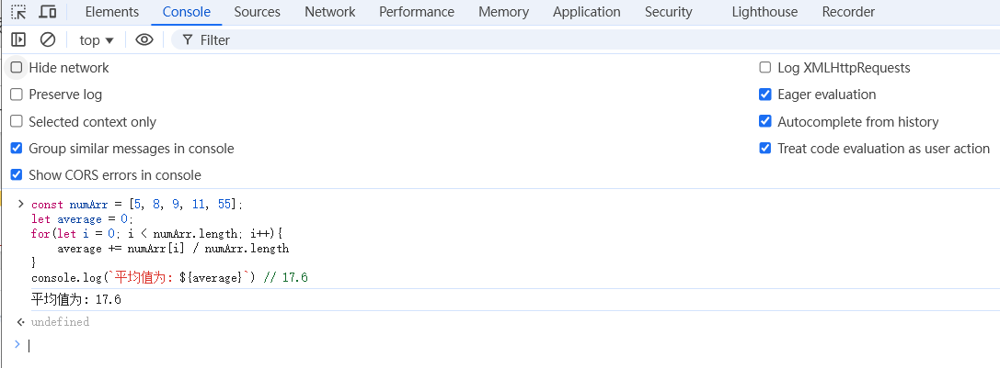 Elements Console Sources Network Performance Memory Application Security Lighthouse Recorder
top ▼ Filter
Hide network Log XMLHttpRequests
Preserve log Eager evaluation
Selected context only Autocomplete from history
Group similar messages in console Treat code evaluation as user action
Show CORS errors in console
const numArr = [5, 8, 9, 11, 55];
let average = 0;
for(let i = 0; i < numArr.length; i++){
    average += numArr[i] / numArr.length
}
console.log(`平均值为: ${average}`) // 17.6
平均值为: 17.6
undefined